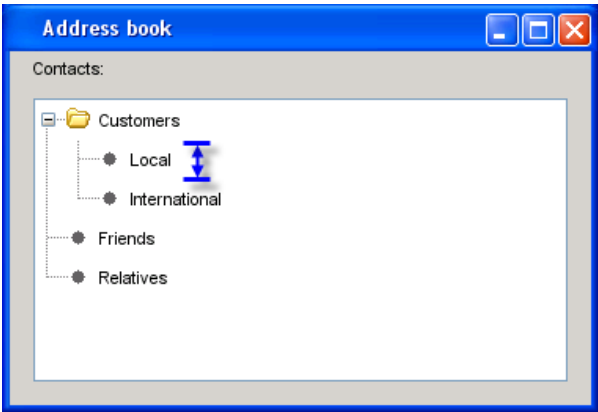 Address book
Contacts:
Customers
Local
International
Friends
Relatives